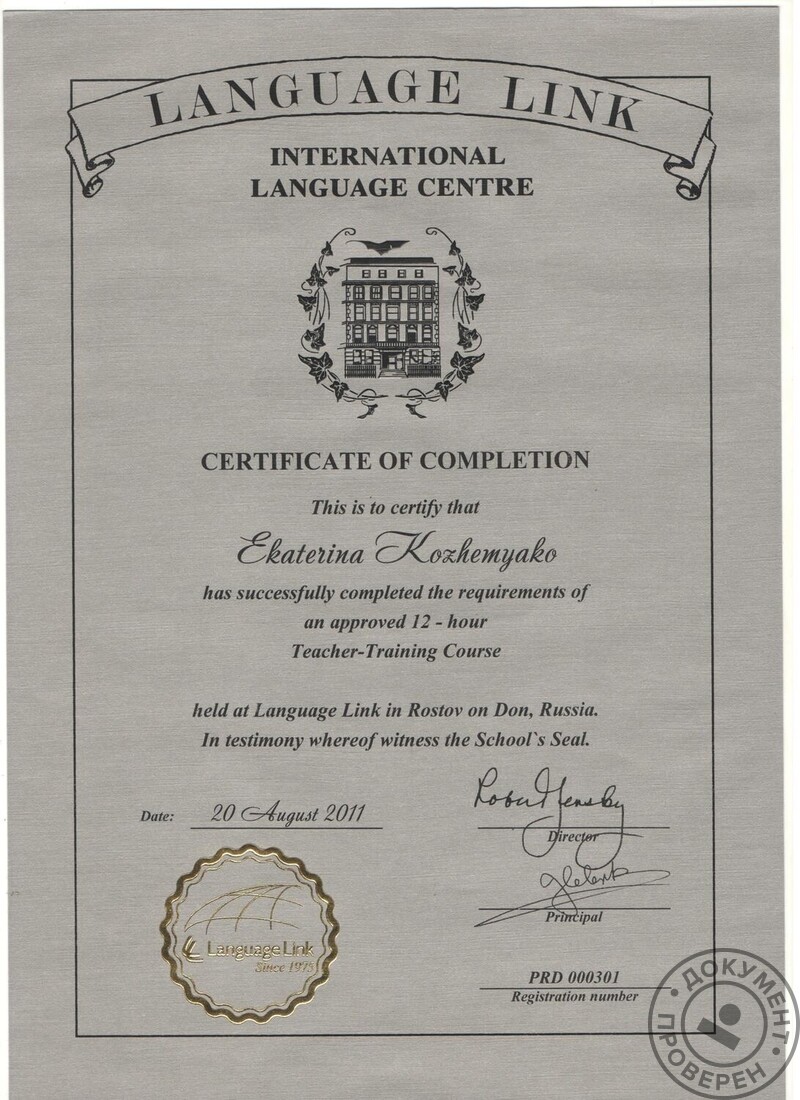 LANGUAGE LINK
INTERNATIONAL
LANGUAGE CENTRE
CERTIFICATE OF COMPLETION
This is to certify that
Ekaterina Kozhemyako
has successfully completed the requirements of
an approved 12 - hour
Teacher-Training Course
held at Language Link in Rostov on Don, Russia.
In testimony whereof witness the School`s Seal.
Date: 20 August 2011
Director
Principal
Language Link
Since 1975
PRD 000301
Registration number
ДОКУМЕНТ
ПРОВЕРЕН